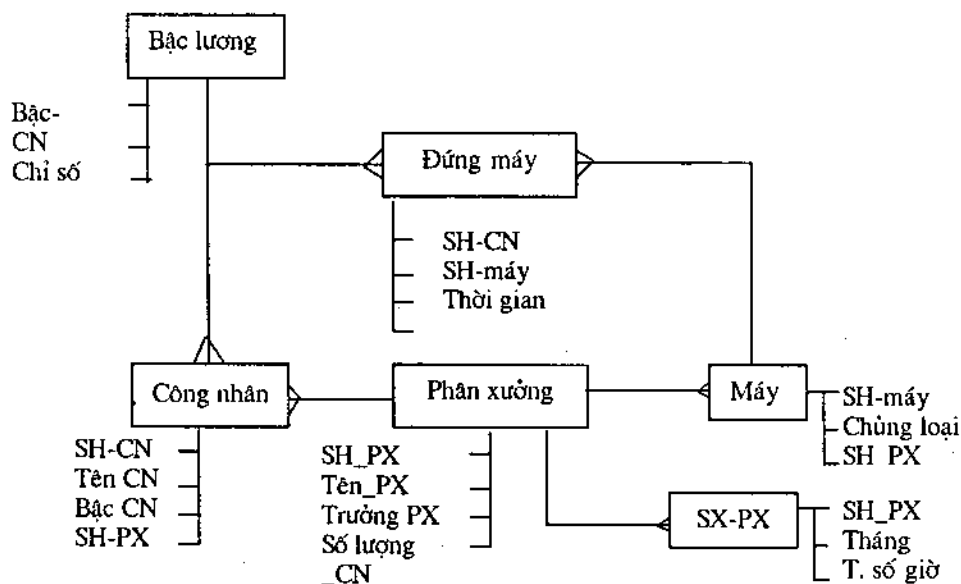 Bậc lương
Bậc-
CN
Chỉ số
Đứng máy
SH-CN
SH-máy
Thời gian
Công nhân
SH-CN
Tên CN
Bậc CN
SH-PX
Phân xưởng
SH_PX
Tên_PX
Trưởng PX
Số lượng
_CN
Máy
SH-máy
Chủng loại
SH PX
SX-PX
SH_PX
Tháng
T. số giờ